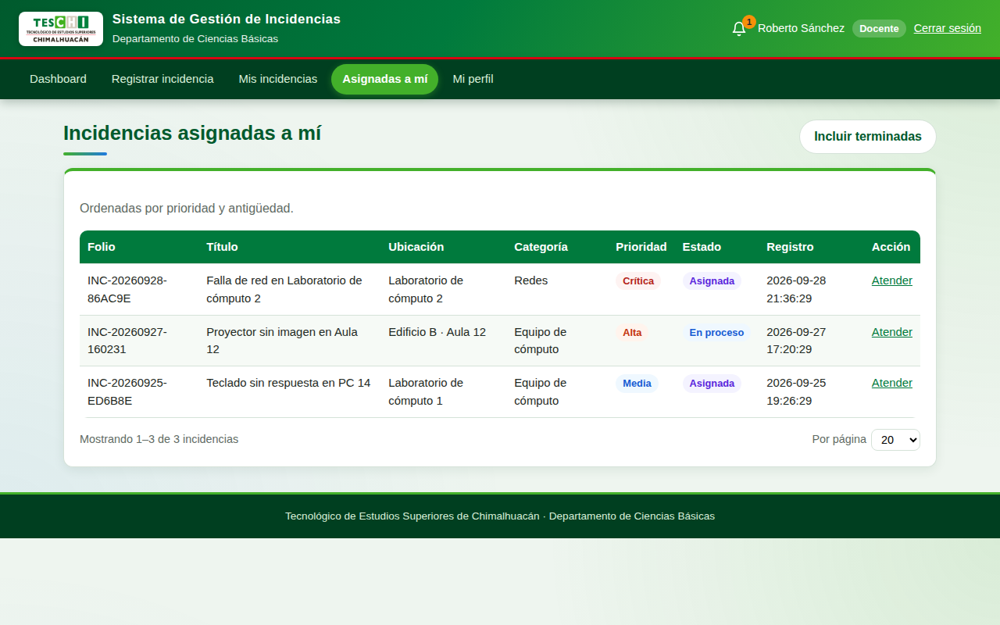 TESCHI
TECNOLÓGICO DE ESTUDIOS SUPERIORES
CHIMALHUACÁN
Sistema de Gestión de Incidencias
Departamento de Ciencias Básicas
1
Roberto Sánchez
Docente
Cerrar sesión
Dashboard
Registrar incidencia
Mis incidencias
Asignadas a mí
Mi perfil
Incidencias asignadas a mí
Incluir terminadas
Ordenadas por prioridad y antigüedad.
Folio Título Ubicación Categoría Prioridad Estado Registro Acción
INC-20260928- Falla de red en Laboratorio de Laboratorio de Redes Crítica Asignada 2026-09-28 Atender
86AC9E cómputo 2 cómputo 2 21:36:29
INC-20260927- Proyector sin imagen en Aula Edificio B · Aula 12 Equipo de Alta En proceso 2026-09-27 Atender
160231 12 cómputo 17:20:29
INC-20260925- Teclado sin respuesta en PC 14 Laboratorio de Equipo de Media Asignada 2026-09-25 Atender
ED6B8E cómputo 1 cómputo 19:26:29
Mostrando 1–3 de 3 incidencias
Por página 20
Tecnológico de Estudios Superiores de Chimalhuacán · Departamento de Ciencias Básicas